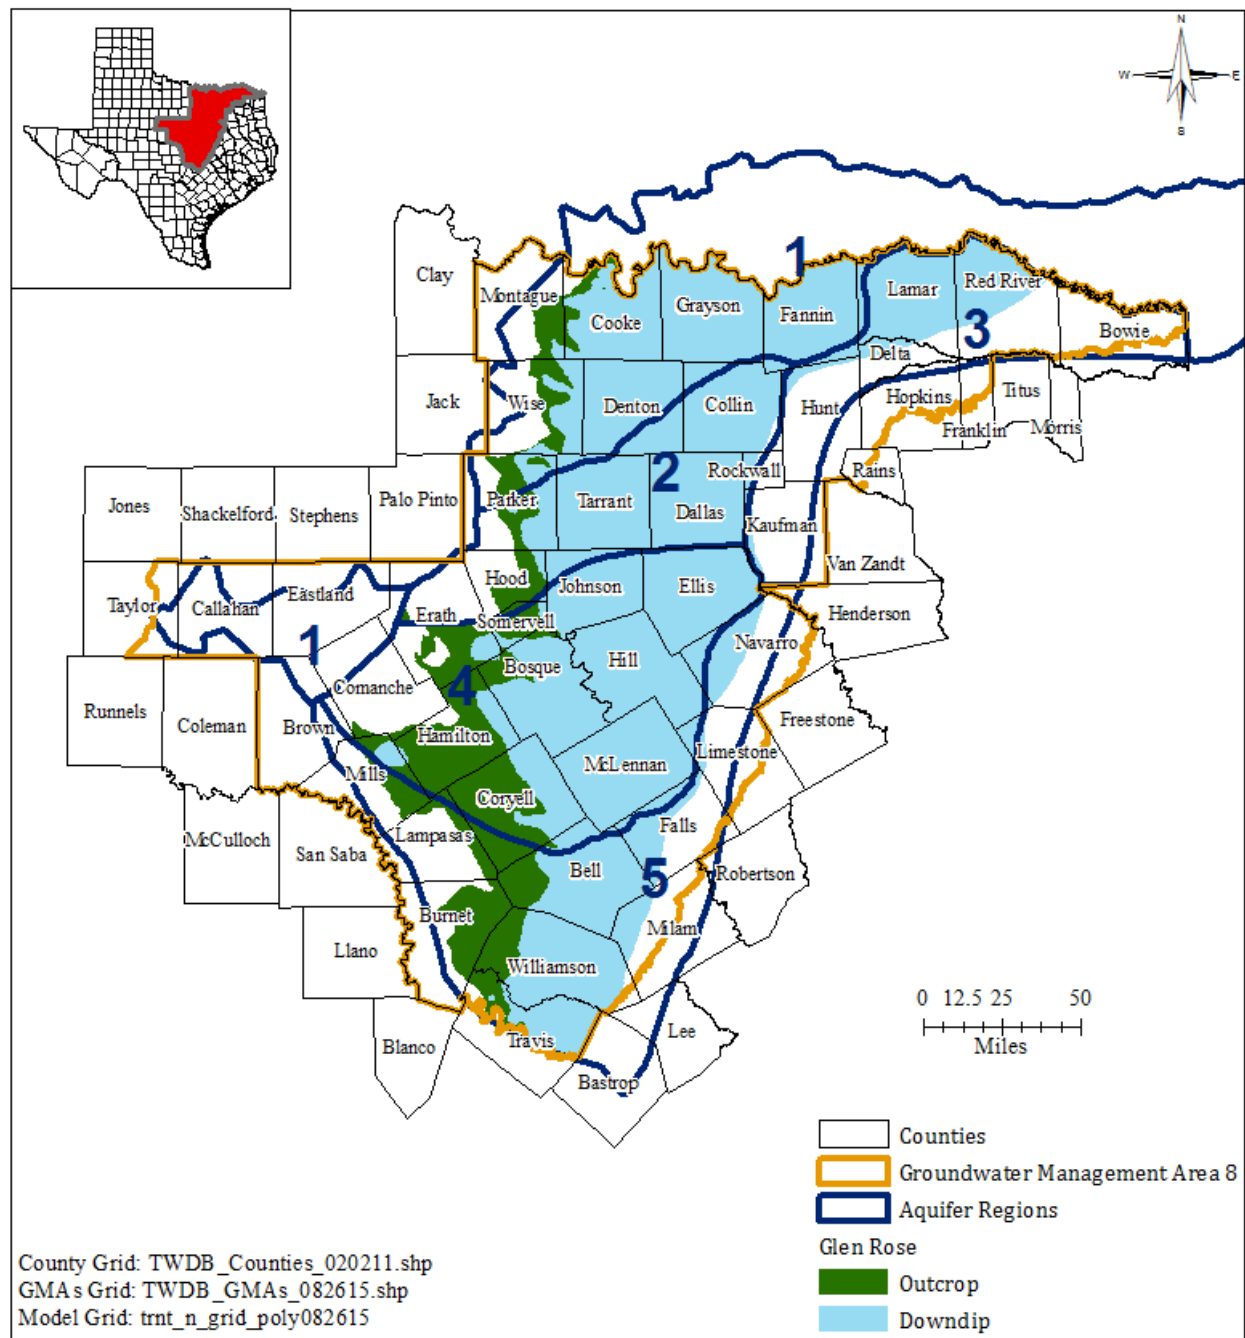 N
W E
S
Clay
Montague
Cooke
Grayson
1
Fannin
Lamar
Red River
3
Bowie
Delta
Jack
Wise
Denton
Collin
Hunt
Hopkins
Titus
Franklin
Morris
Jones
Shackelford
Stephens
Palo Pinto
Parker
Tarrant
2
Dallas
Rockwall
Kaufman
Rains
Van Zandt
Taylor
Callahan
Eastland
Erath
Hood
Johnson
Ellis
Henderson
1
Somervell
Comanche
4
Bosque
Hill
Navarro
Runnels
Coleman
Brown
Hamilton
Freestone
Mills
McLennan
Limestone
Coryell
McCulloch
San Saba
Lampasas
Falls
Bell
5
Robertson
Burnet
Milam
Llano
Williamson
Blanco
Travis
Lee
Bastrop
0 12.5 25 50
Miles
Counties
Groundwater Management Area 8
Aquifer Regions
Glen Rose
Outcrop
Downdip
County Grid: TWDB_Counties_020211.shp
GMAs Grid: TWDB_GMAs_082615.shp
Model Grid: trnt_n_grid_poly082615